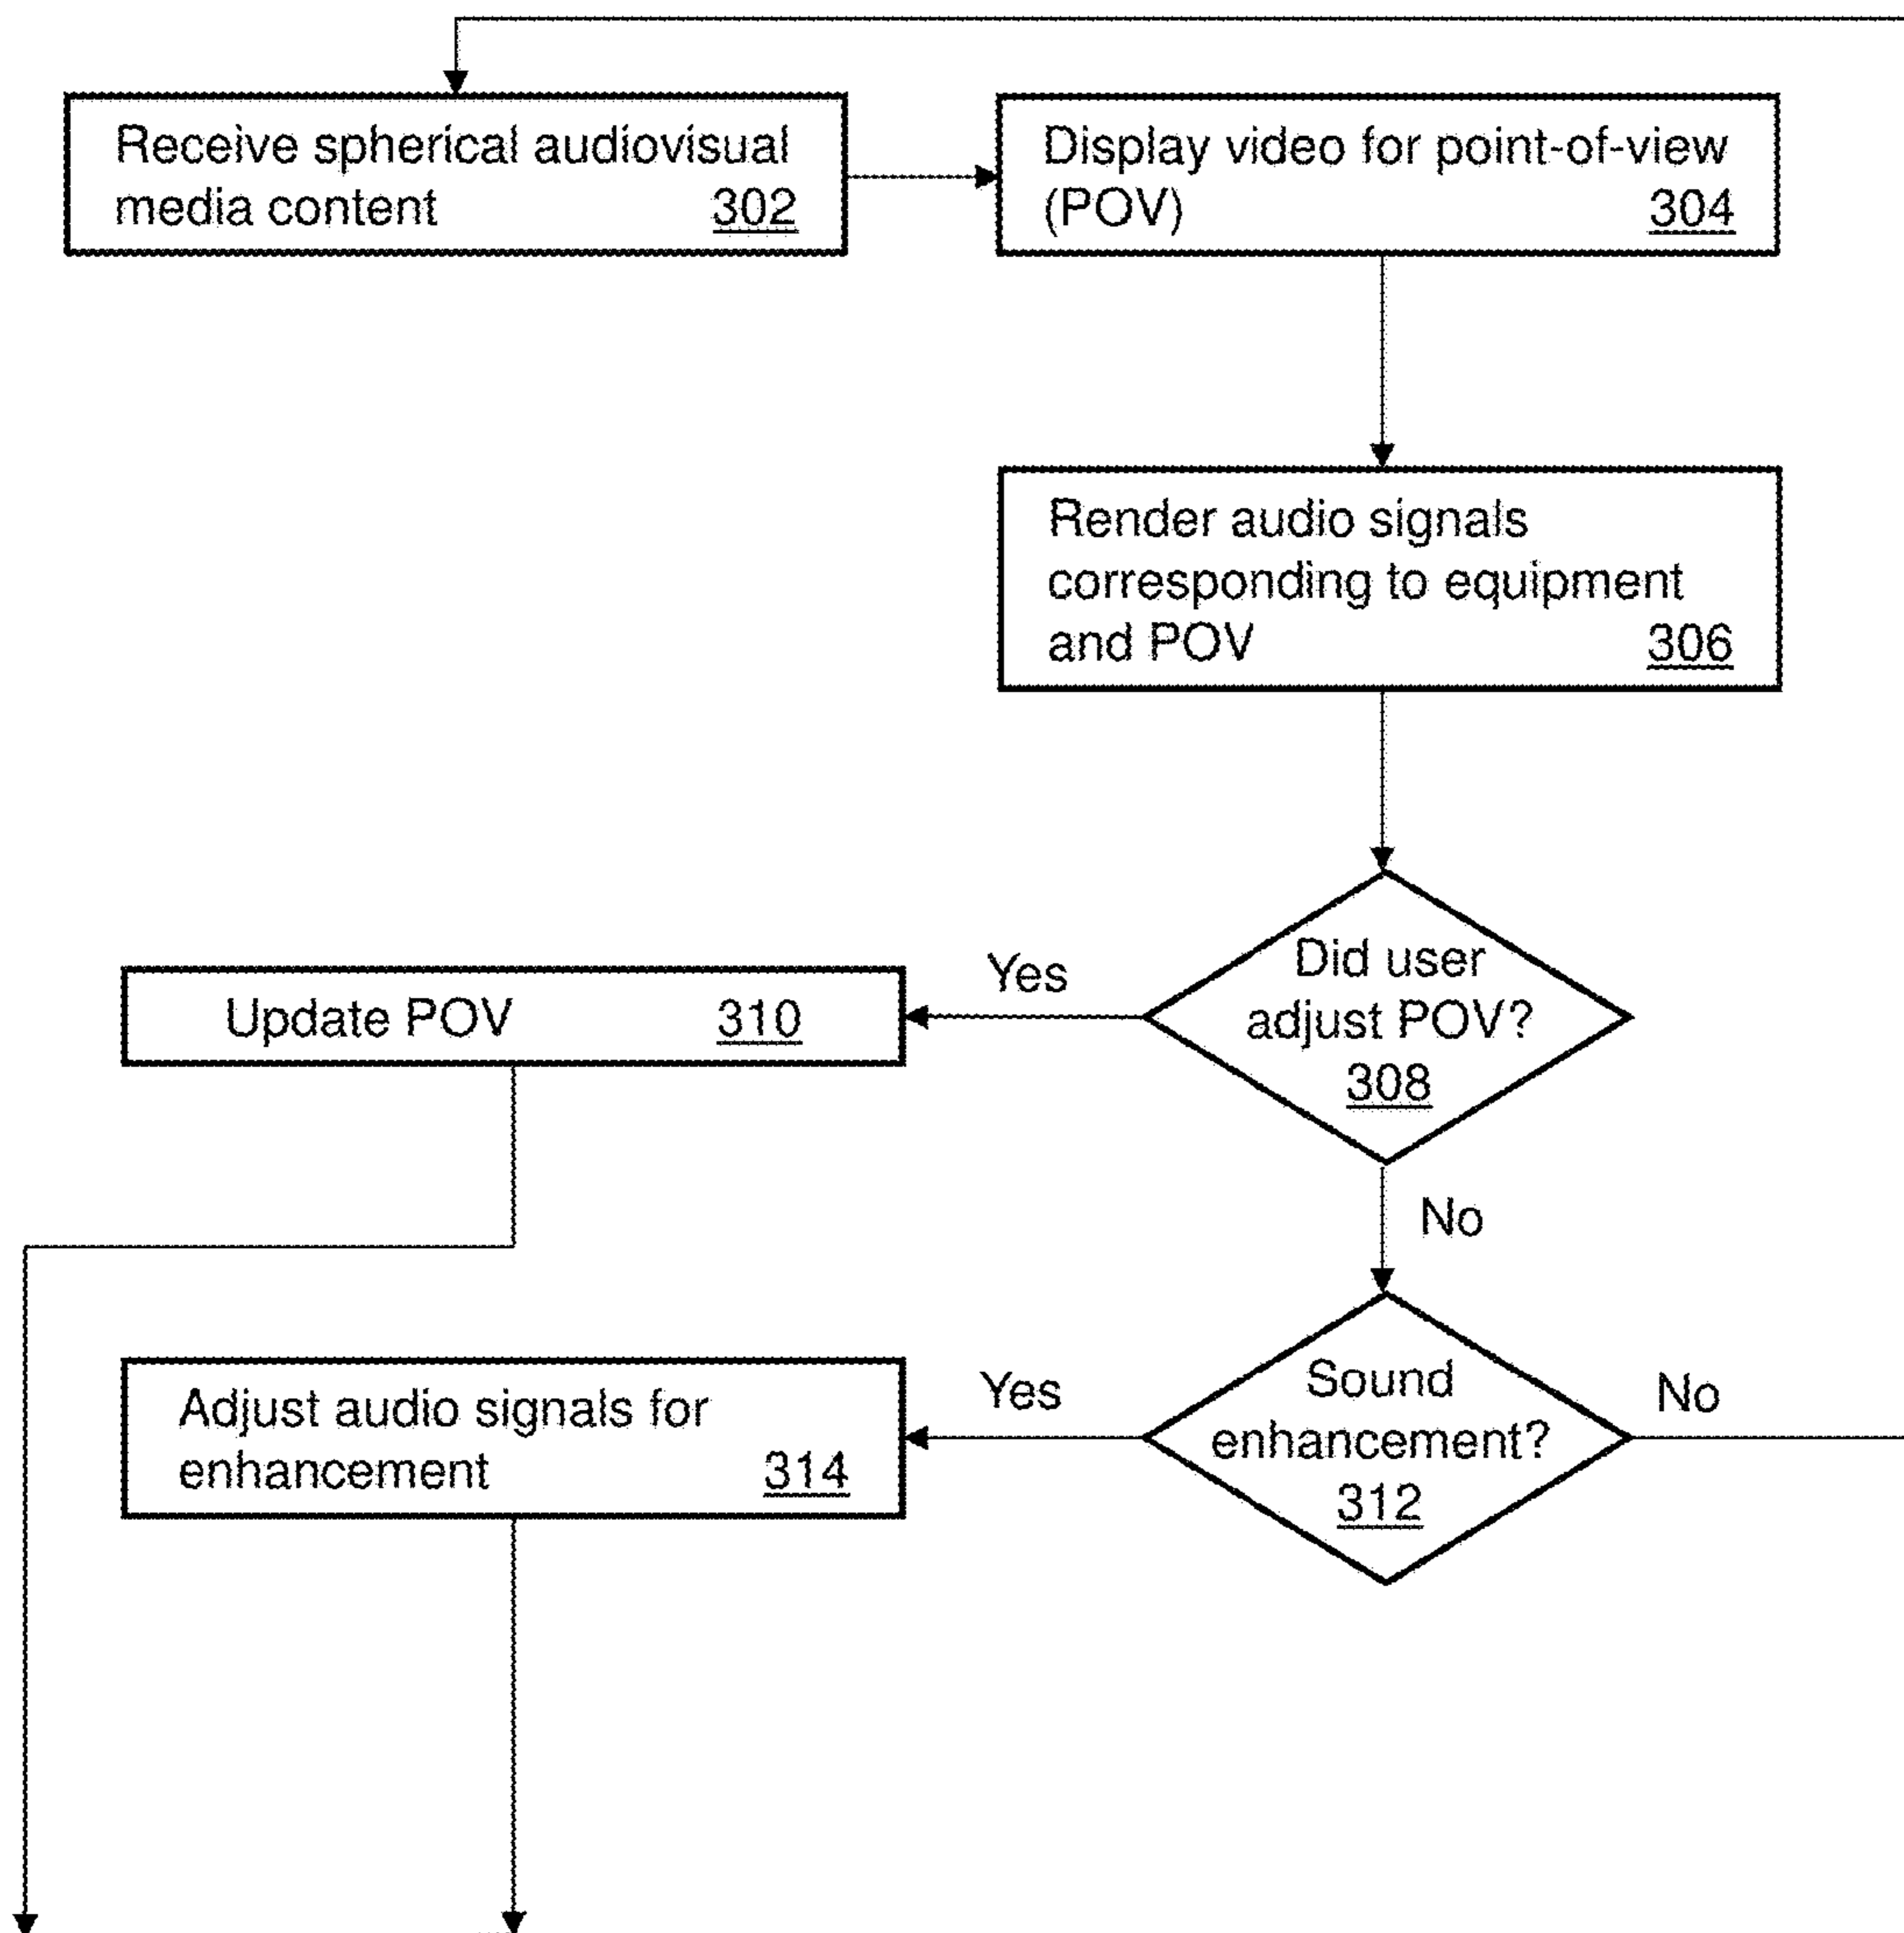 Receive spherical audiovisual
media content 302
Display video for point-of-view
(POV) 304
Render audio signals
corresponding to equipment
and POV 306
Did user
adjust POV?
308
Yes
Update POV 310
No
Sound
enhancement?
312
Yes
No
Adjust audio signals for
enhancement 314